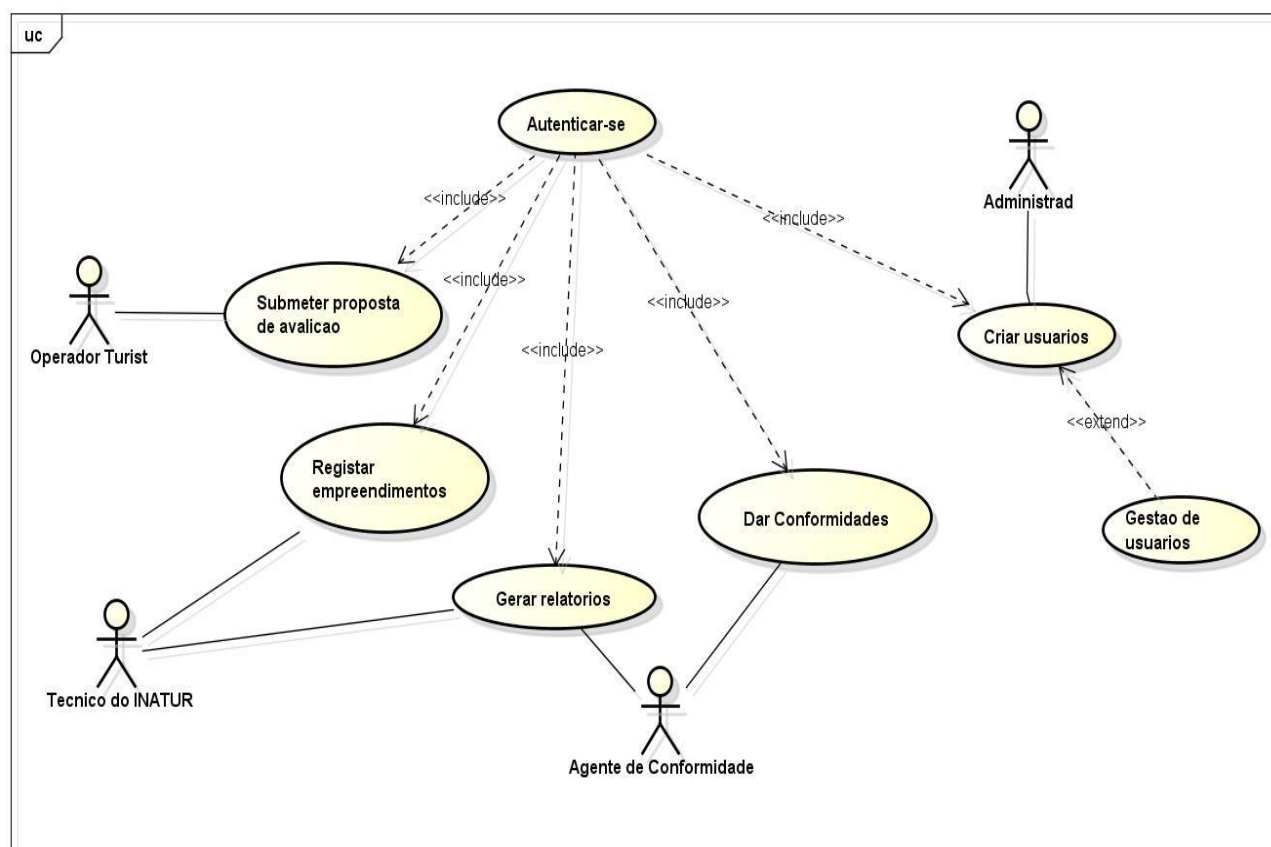 uc
Autenticar-se
Administrad
<<include>>
<<include>>
<<include>>
<<include>>
<<include>>
Operador Turist
Submeter proposta
de avalicao
Criar usuarios
<<extend>>
Registar
empreendimentos
Dar Conformidades
Gestao de
usuarios
Gerar relatorios
Tecnico do INATUR
Agente de Conformidade